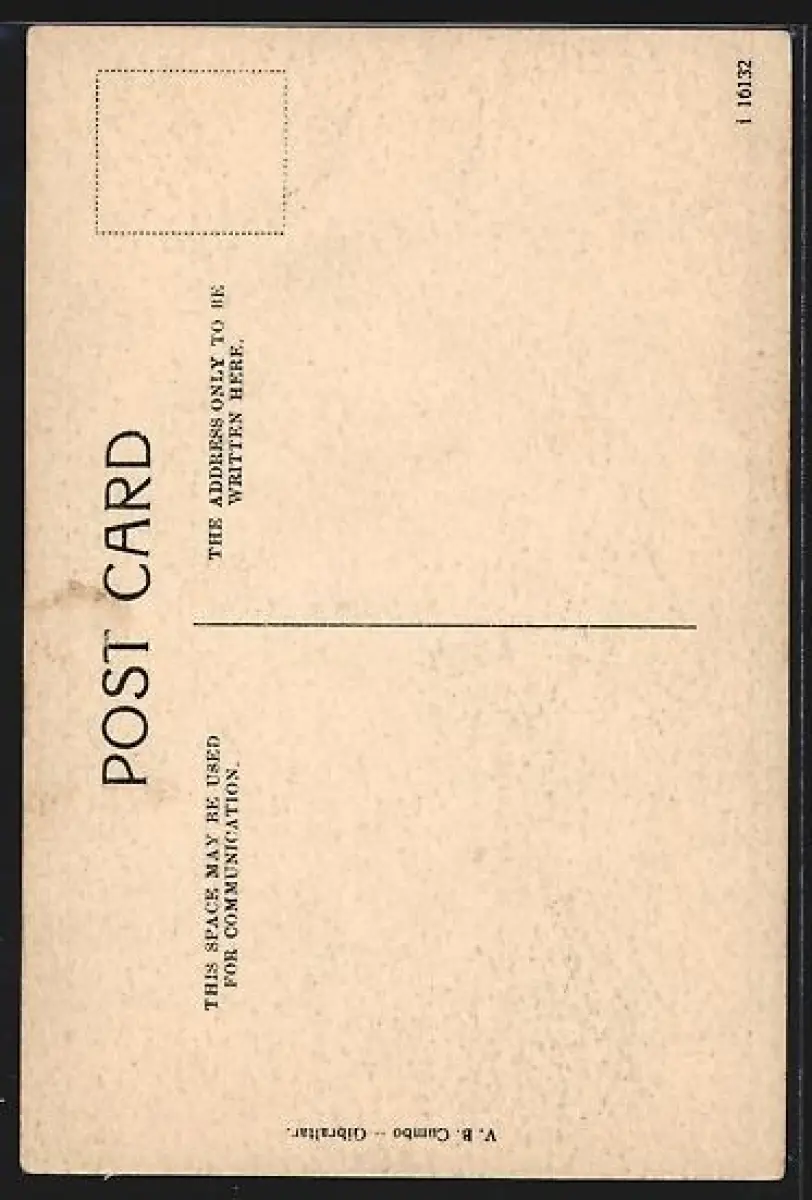 POST CARD
THIS SPACE MAY BE USED
FOR COMMUNICATION.
THE ADDRESS ONLY TO BE
WRITTEN HERE.
V. B. Cumbo -- Gibraltar.
i 16132